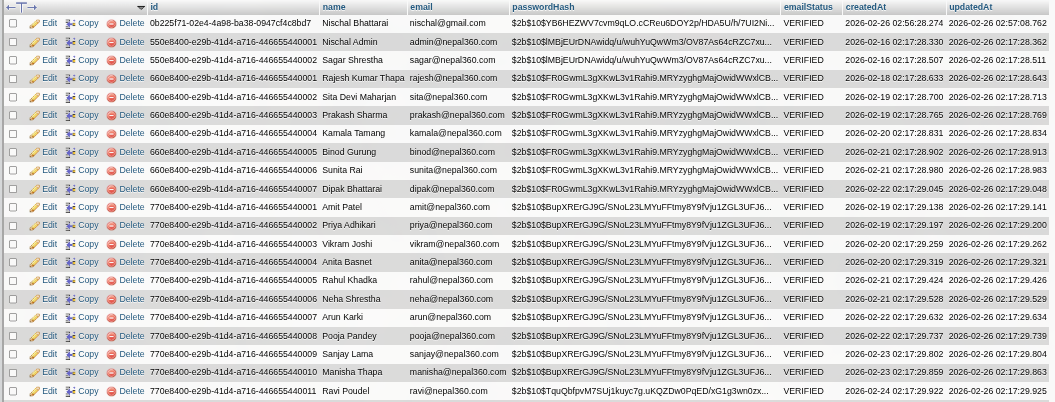 id name email passwordHash emailStatus createdAt updatedAt
Edit Copy Delete 0b225f71-02e4-4a98-ba38-0947cf4c8bd7 Nischal Bhattarai nischal@gmail.com $2b$10$YB6HEZWV7cvm9qLO.cCReu6DOY2p/HDA5U/h/7UI2Ni... VERIFIED 2026-02-26 02:56:28.274 2026-02-26 02:57:08.762
Edit Copy Delete 550e8400-e29b-41d4-a716-446655440001 Nischal Admin admin@nepal360.com $2b$10$lMBjEUrDNAwidq/u/wuhYuQwWm3/OV87As64cRZC7xu... VERIFIED 2026-02-16 02:17:28.330 2026-02-26 02:17:28.362
Edit Copy Delete 550e8400-e29b-41d4-a716-446655440002 Sagar Shrestha sagar@nepal360.com $2b$10$lMBjEUrDNAwidq/u/wuhYuQwWm3/OV87As64cRZC7xu... VERIFIED 2026-02-16 02:17:28.507 2026-02-26 02:17:28.511
Edit Copy Delete 660e8400-e29b-41d4-a716-446655440001 Rajesh Kumar Thapa rajesh@nepal360.com $2b$10$FR0GwmL3gXKwL3v1Rahi9.MRYzyghgMajOwidWWxlCB... VERIFIED 2026-02-18 02:17:28.633 2026-02-26 02:17:28.643
Edit Copy Delete 660e8400-e29b-41d4-a716-446655440002 Sita Devi Maharjan sita@nepal360.com $2b$10$FR0GwmL3gXKwL3v1Rahi9.MRYzyghgMajOwidWWxlCB... VERIFIED 2026-02-19 02:17:28.700 2026-02-26 02:17:28.713
Edit Copy Delete 660e8400-e29b-41d4-a716-446655440003 Prakash Sharma prakash@nepal360.com $2b$10$FR0GwmL3gXKwL3v1Rahi9.MRYzyghgMajOwidWWxlCB... VERIFIED 2026-02-19 02:17:28.765 2026-02-26 02:17:28.769
Edit Copy Delete 660e8400-e29b-41d4-a716-446655440004 Kamala Tamang kamala@nepal360.com $2b$10$FR0GwmL3gXKwL3v1Rahi9.MRYzyghgMajOwidWWxlCB... VERIFIED 2026-02-20 02:17:28.831 2026-02-26 02:17:28.834
Edit Copy Delete 660e8400-e29b-41d4-a716-446655440005 Binod Gurung binod@nepal360.com $2b$10$FR0GwmL3gXKwL3v1Rahi9.MRYzyghgMajOwidWWxlCB... VERIFIED 2026-02-21 02:17:28.902 2026-02-26 02:17:28.913
Edit Copy Delete 660e8400-e29b-41d4-a716-446655440006 Sunita Rai sunita@nepal360.com $2b$10$FR0GwmL3gXKwL3v1Rahi9.MRYzyghgMajOwidWWxlCB... VERIFIED 2026-02-21 02:17:28.980 2026-02-26 02:17:28.983
Edit Copy Delete 660e8400-e29b-41d4-a716-446655440007 Dipak Bhattarai dipak@nepal360.com $2b$10$FR0GwmL3gXKwL3v1Rahi9.MRYzyghgMajOwidWWxlCB... VERIFIED 2026-02-21 02:17:29.045 2026-02-26 02:17:29.048
Edit Copy Delete 770e8400-e29b-41d4-a716-446655440001 Amit Patel amit@nepal360.com $2b$10$BupXRErGJ9G/SNoL23LMYuFFtmy8Y9fVju1ZGL3UFJ6... VERIFIED 2026-02-19 02:17:29.138 2026-02-26 02:17:29.141
Edit Copy Delete 770e8400-e29b-41d4-a716-446655440002 Priya Adhikari priya@nepal360.com $2b$10$BupXRErGJ9G/SNoL23LMYuFFtmy8Y9fVju1ZGL3UFJ6... VERIFIED 2026-02-19 02:17:29.197 2026-02-26 02:17:29.200
Edit Copy Delete 770e8400-e29b-41d4-a716-446655440003 Vikram Joshi vikram@nepal360.com $2b$10$BupXRErGJ9G/SNoL23LMYuFFtmy8Y9fVju1ZGL3UFJ6... VERIFIED 2026-02-20 02:17:29.259 2026-02-26 02:17:29.262
Edit Copy Delete 770e8400-e29b-41d4-a716-446655440004 Anita Basnet anita@nepal360.com $2b$10$BupXRErGJ9G/SNoL23LMYuFFtmy8Y9fVju1ZGL3UFJ6... VERIFIED 2026-02-20 02:17:29.319 2026-02-26 02:17:29.321
Edit Copy Delete 770e8400-e29b-41d4-a716-446655440005 Rahul Khadka rahul@nepal360.com $2b$10$BupXRErGJ9G/SNoL23LMYuFFtmy8Y9fVju1ZGL3UFJ6... VERIFIED 2026-02-21 02:17:29.424 2026-02-26 02:17:29.426
Edit Copy Delete 770e8400-e29b-41d4-a716-446655440006 Neha Shrestha neha@nepal360.com $2b$10$BupXRErGJ9G/SNoL23LMYuFFtmy8Y9fVju1ZGL3UFJ6... VERIFIED 2026-02-21 02:17:29.528 2026-02-26 02:17:29.529
Edit Copy Delete 770e8400-e29b-41d4-a716-446655440007 Arun Karki arun@nepal360.com $2b$10$BupXRErGJ9G/SNoL23LMYuFFtmy8Y9fVju1ZGL3UFJ6... VERIFIED 2026-02-22 02:17:29.632 2026-02-26 02:17:29.634
Edit Copy Delete 770e8400-e29b-41d4-a716-446655440008 Pooja Pandey pooja@nepal360.com $2b$10$BupXRErGJ9G/SNoL23LMYuFFtmy8Y9fVju1ZGL3UFJ6... VERIFIED 2026-02-22 02:17:29.737 2026-02-26 02:17:29.739
Edit Copy Delete 770e8400-e29b-41d4-a716-446655440009 Sanjay Lama sanjay@nepal360.com $2b$10$BupXRErGJ9G/SNoL23LMYuFFtmy8Y9fVju1ZGL3UFJ6... VERIFIED 2026-02-23 02:17:29.802 2026-02-26 02:17:29.804
Edit Copy Delete 770e8400-e29b-41d4-a716-446655440010 Manisha Thapa manisha@nepal360.com $2b$10$BupXRErGJ9G/SNoL23LMYuFFtmy8Y9fVju1ZGL3UFJ6... VERIFIED 2026-02-23 02:17:29.859 2026-02-26 02:17:29.863
Edit Copy Delete 770e8400-e29b-41d4-a716-446655440011 Ravi Poudel ravi@nepal360.com $2b$10$TquQbfpvM7SUj1kuyc7g.uKQZDw0PqED/xG1g3wn0zx... VERIFIED 2026-02-24 02:17:29.922 2026-02-26 02:17:29.925